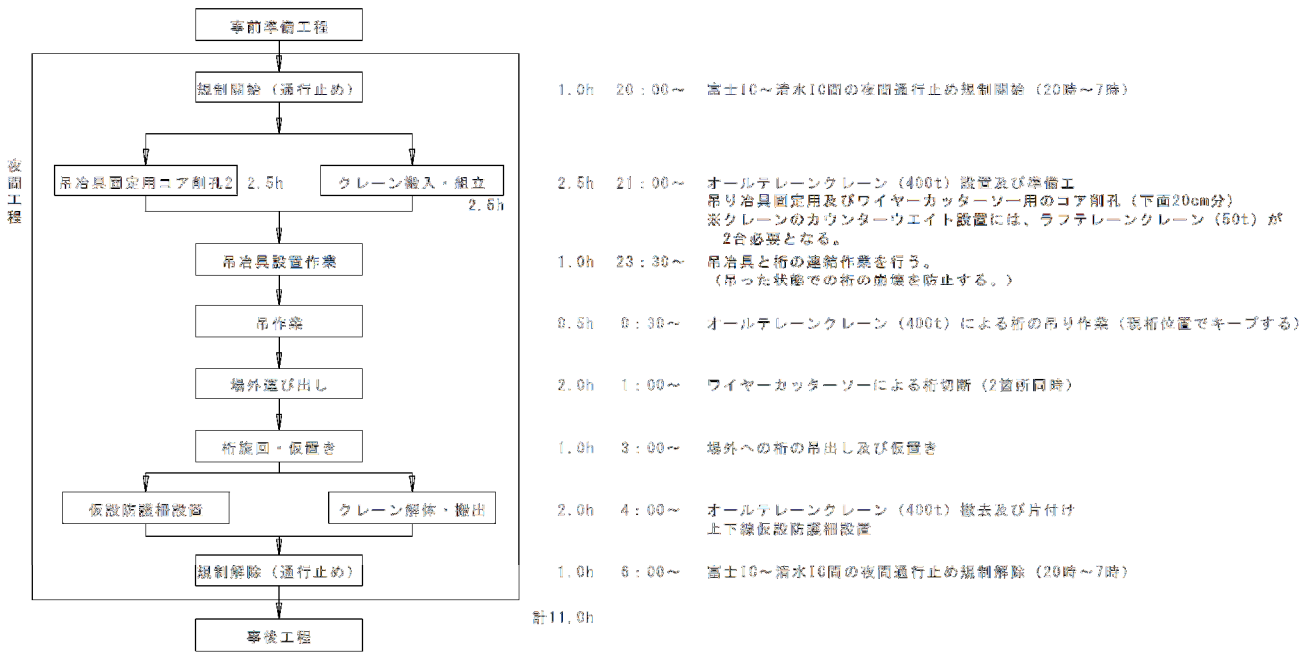 事前準備工程
夜間工程
規制開始（通行止め）
1.0h 20：00～ 富士IC～清水IC間の夜間通行止め規制開始（20時～7時）
吊冶具固定用コア削孔2 2.5h
クレーン搬入・組立
2.5h
2.5h 21：00～ オールテレーンクレーン（400t）設置及び準備工
吊り冶具固定用及びワイヤーカッターソー用のコア削孔（下面20cm分）
※クレーンのカウンターウエイト設置には、ラフテレーンクレーン（50t）が
2台必要となる。
吊冶具設置作業
1.0h 23：30～ 吊冶具と桁の連結作業を行う。
（吊った状態での桁の崩壊を防止する。）
吊作業
0.5h 0：30～ オールテレーンクレーン（400t）による桁の吊り作業（現桁位置でキープする）
場外運び出し
2.0h 1：00～ ワイヤーカッターソーによる桁切断（2箇所同時）
桁旋回・仮置き
1.0h 3：00～ 場外への桁の吊出し及び仮置き
仮設防護柵設置
クレーン解体・搬出
2.0h 4：00～ オールテレーンクレーン（400t）撤去及び片付け
上下線仮設防護柵設置
規制解除（通行止め）
1.0h 6：00～ 富士IC～清水IC間の夜間通行止め規制解除（20時～7時）
計11.0h
事後工程